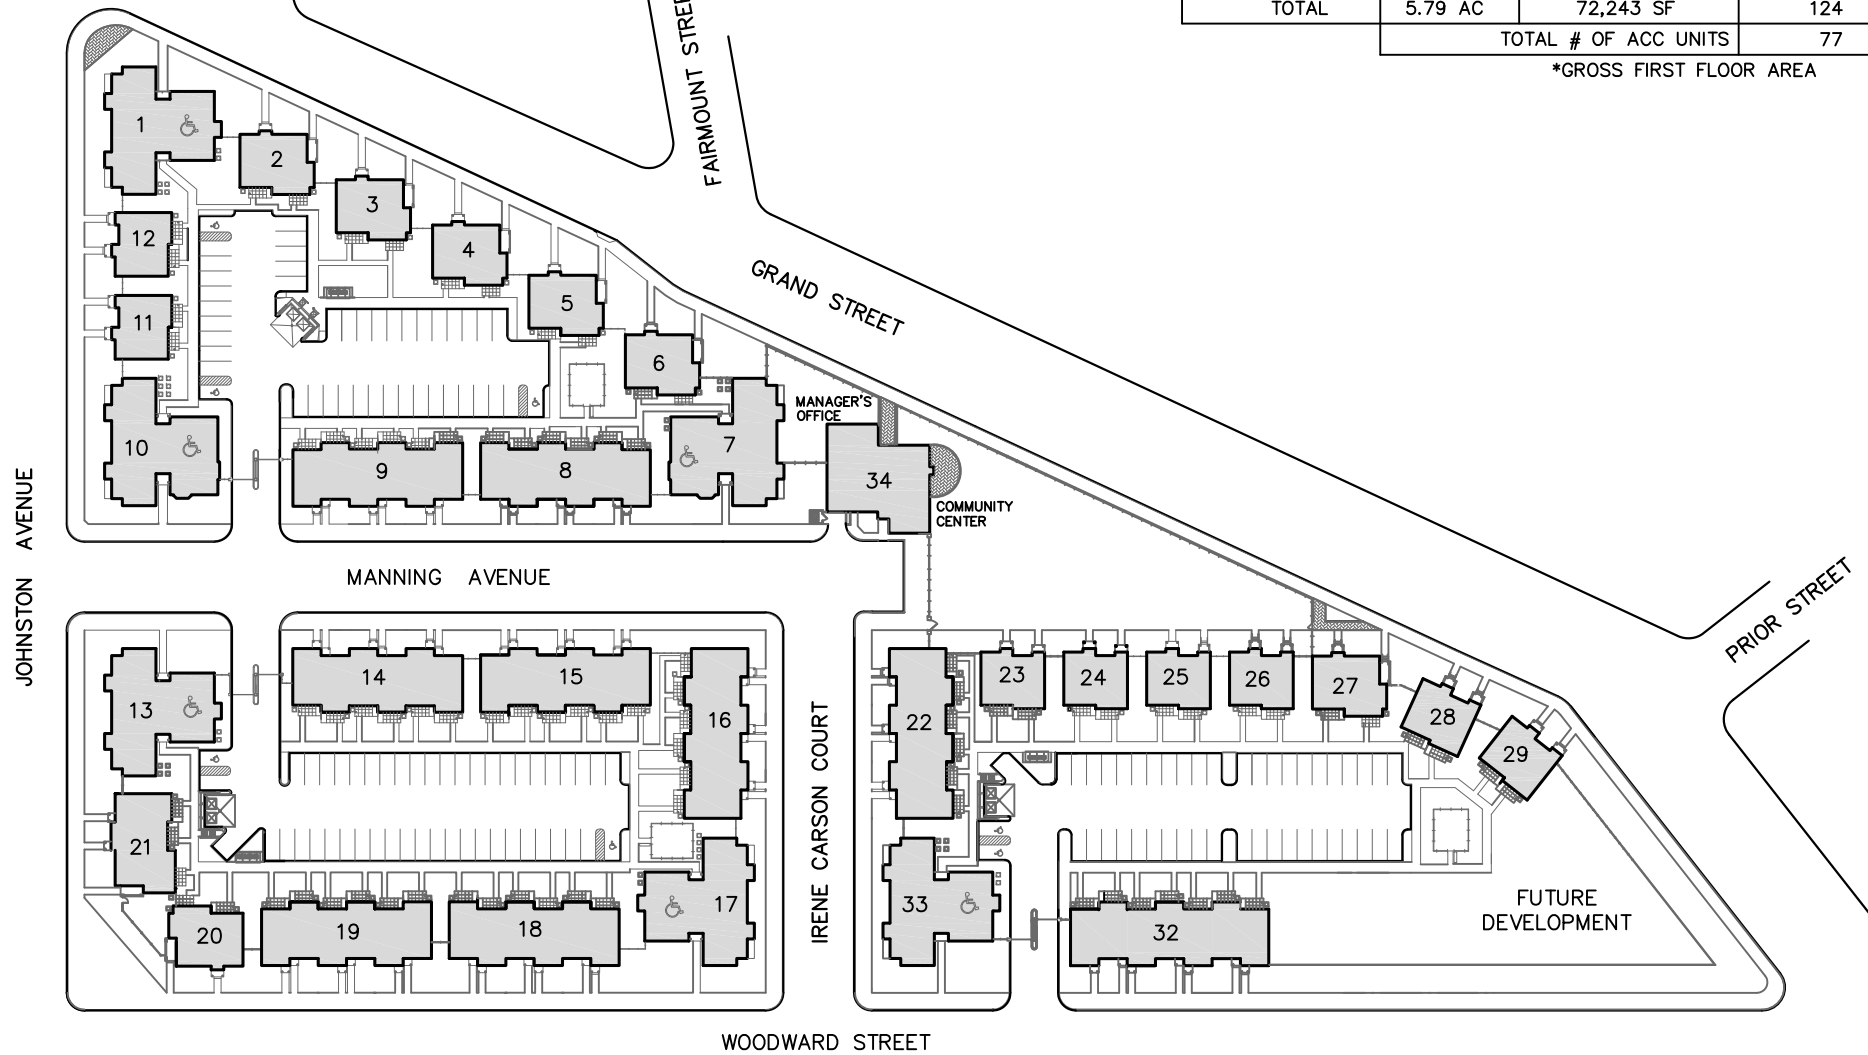 TOTAL 5.79 AC 72,243 SF 124
TOTAL # OF ACC UNITS 77
*GROSS FIRST FLOOR AREA
FAIRMOUNT
GRAND STREET
PRIOR STREET
JOHNSTON AVENUE
MANNING AVENUE
IRENE CARSON COURT
WOODWARD STREET
MANAGER'S
OFFICE
COMMUNITY
CENTER
FUTURE
DEVELOPMENT
1
2
3
4
5
6
7
8
9
10
11
12
13
14
15
16
17
18
19
20
21
22
23
24
25
26
27
28
29
32
33
34